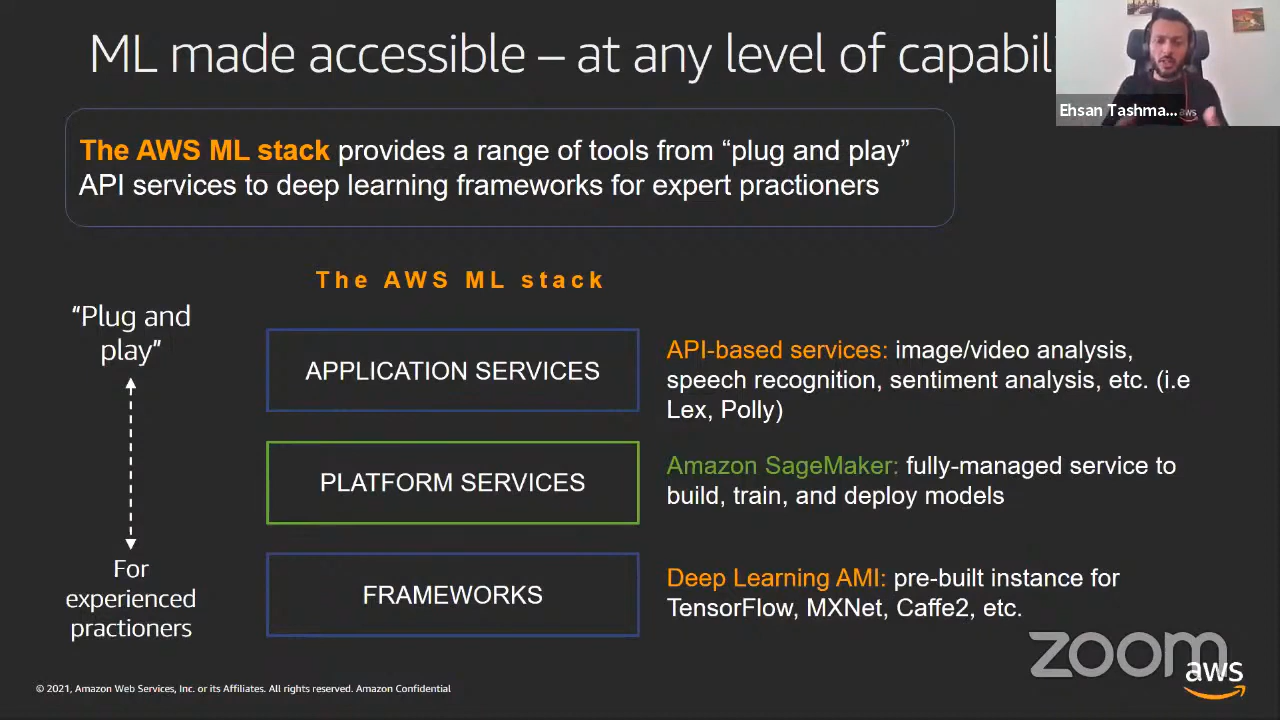 ML made accessible – at any level of capabili
Ehsan Tashma...
aws
The AWS ML stack provides a range of tools from “plug and play”
API services to deep learning frameworks for expert practioners
The AWS ML stack
“Plug and
play”
APPLICATION SERVICES
API-based services: image/video analysis,
speech recognition, sentiment analysis, etc. (i.e
Lex, Polly)
PLATFORM SERVICES
Amazon SageMaker: fully-managed service to
build, train, and deploy models
For
experienced
practioners
FRAMEWORKS
Deep Learning AMI: pre-built instance for
TensorFlow, MXNet, Caffe2, etc.
zoom
aws
© 2021, Amazon Web Services, Inc. or its Affiliates. All rights reserved. Amazon Confidential